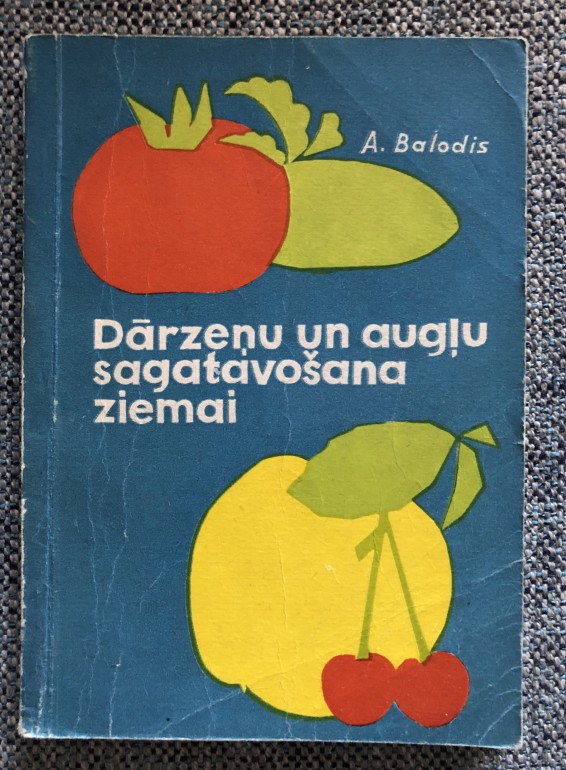 A. Balodis
Dārzeņu un augļu
sagatavošana
ziemai